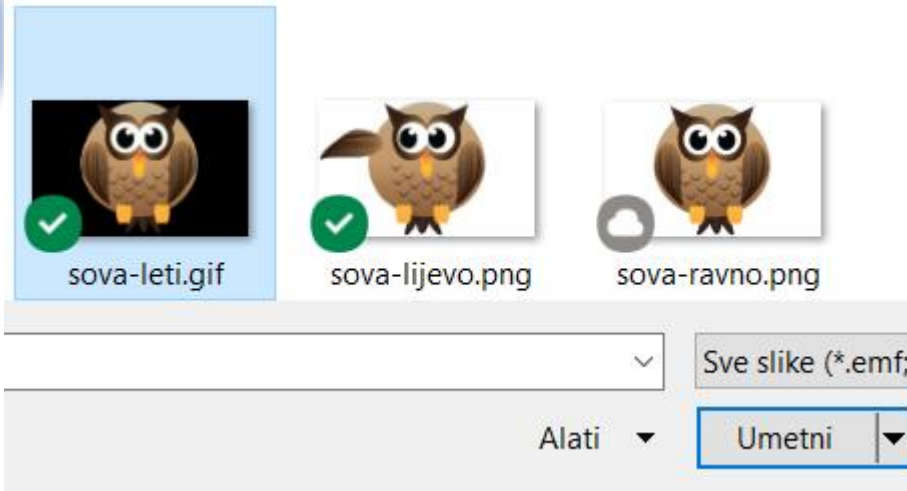 sova-leti.gif
sova-lijevo.png
sova-ravno.png
Sve slike (*.emf;
Alati
Umetni